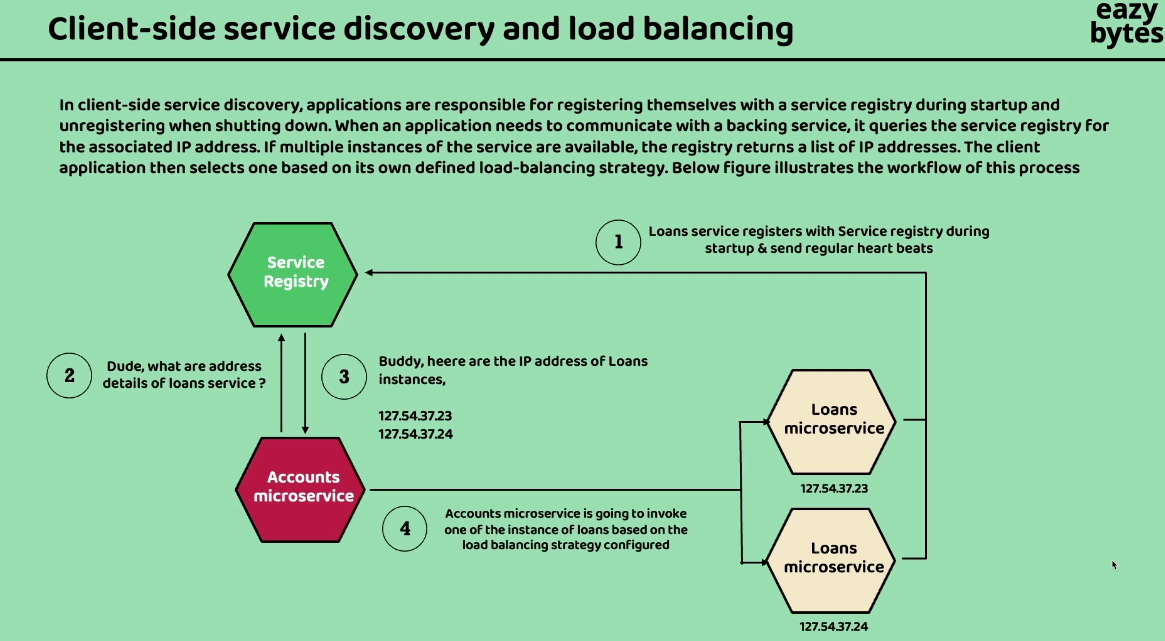 Client-side service discovery and load balancing
eazy
bytes
In client-side service discovery, applications are responsible for registering themselves with a service registry during startup and
unregistering when shutting down. When an application needs to communicate with a backing service, it queries the service registry for
the associated IP address. If multiple instances of the service are available, the registry returns a list of IP addresses. The client
application then selects one based on its own defined load-balancing strategy. Below figure illustrates the workflow of this process
1
Loans service registers with Service registry during
startup & send regular heart beats
Service
Registry
2
Dude, what are address
details of loans service ?
3
Buddy, heere are the IP address of Loans
instances,
127.54.37.23
127.54.37.24
Loans
microservice
127.54.37.23
Accounts
microservice
4
Accounts microservice is going to invoke
one of the instance of loans based on the
load balancing strategy configured
Loans
microservice
127.54.37.24